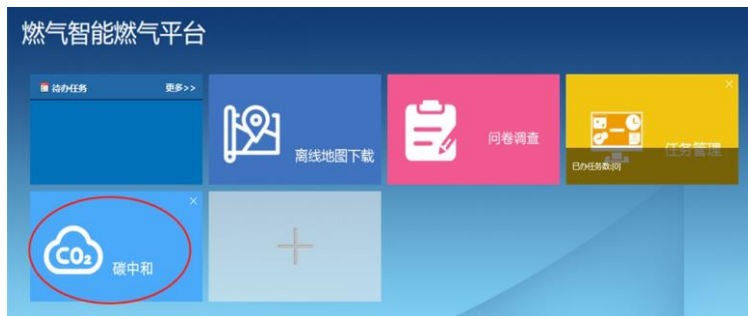 燃气智能燃气平台
待办任务 更多>>
离线地图下载
问卷调查
任务管理
已办任务数:[0]
CO₂
碳中和